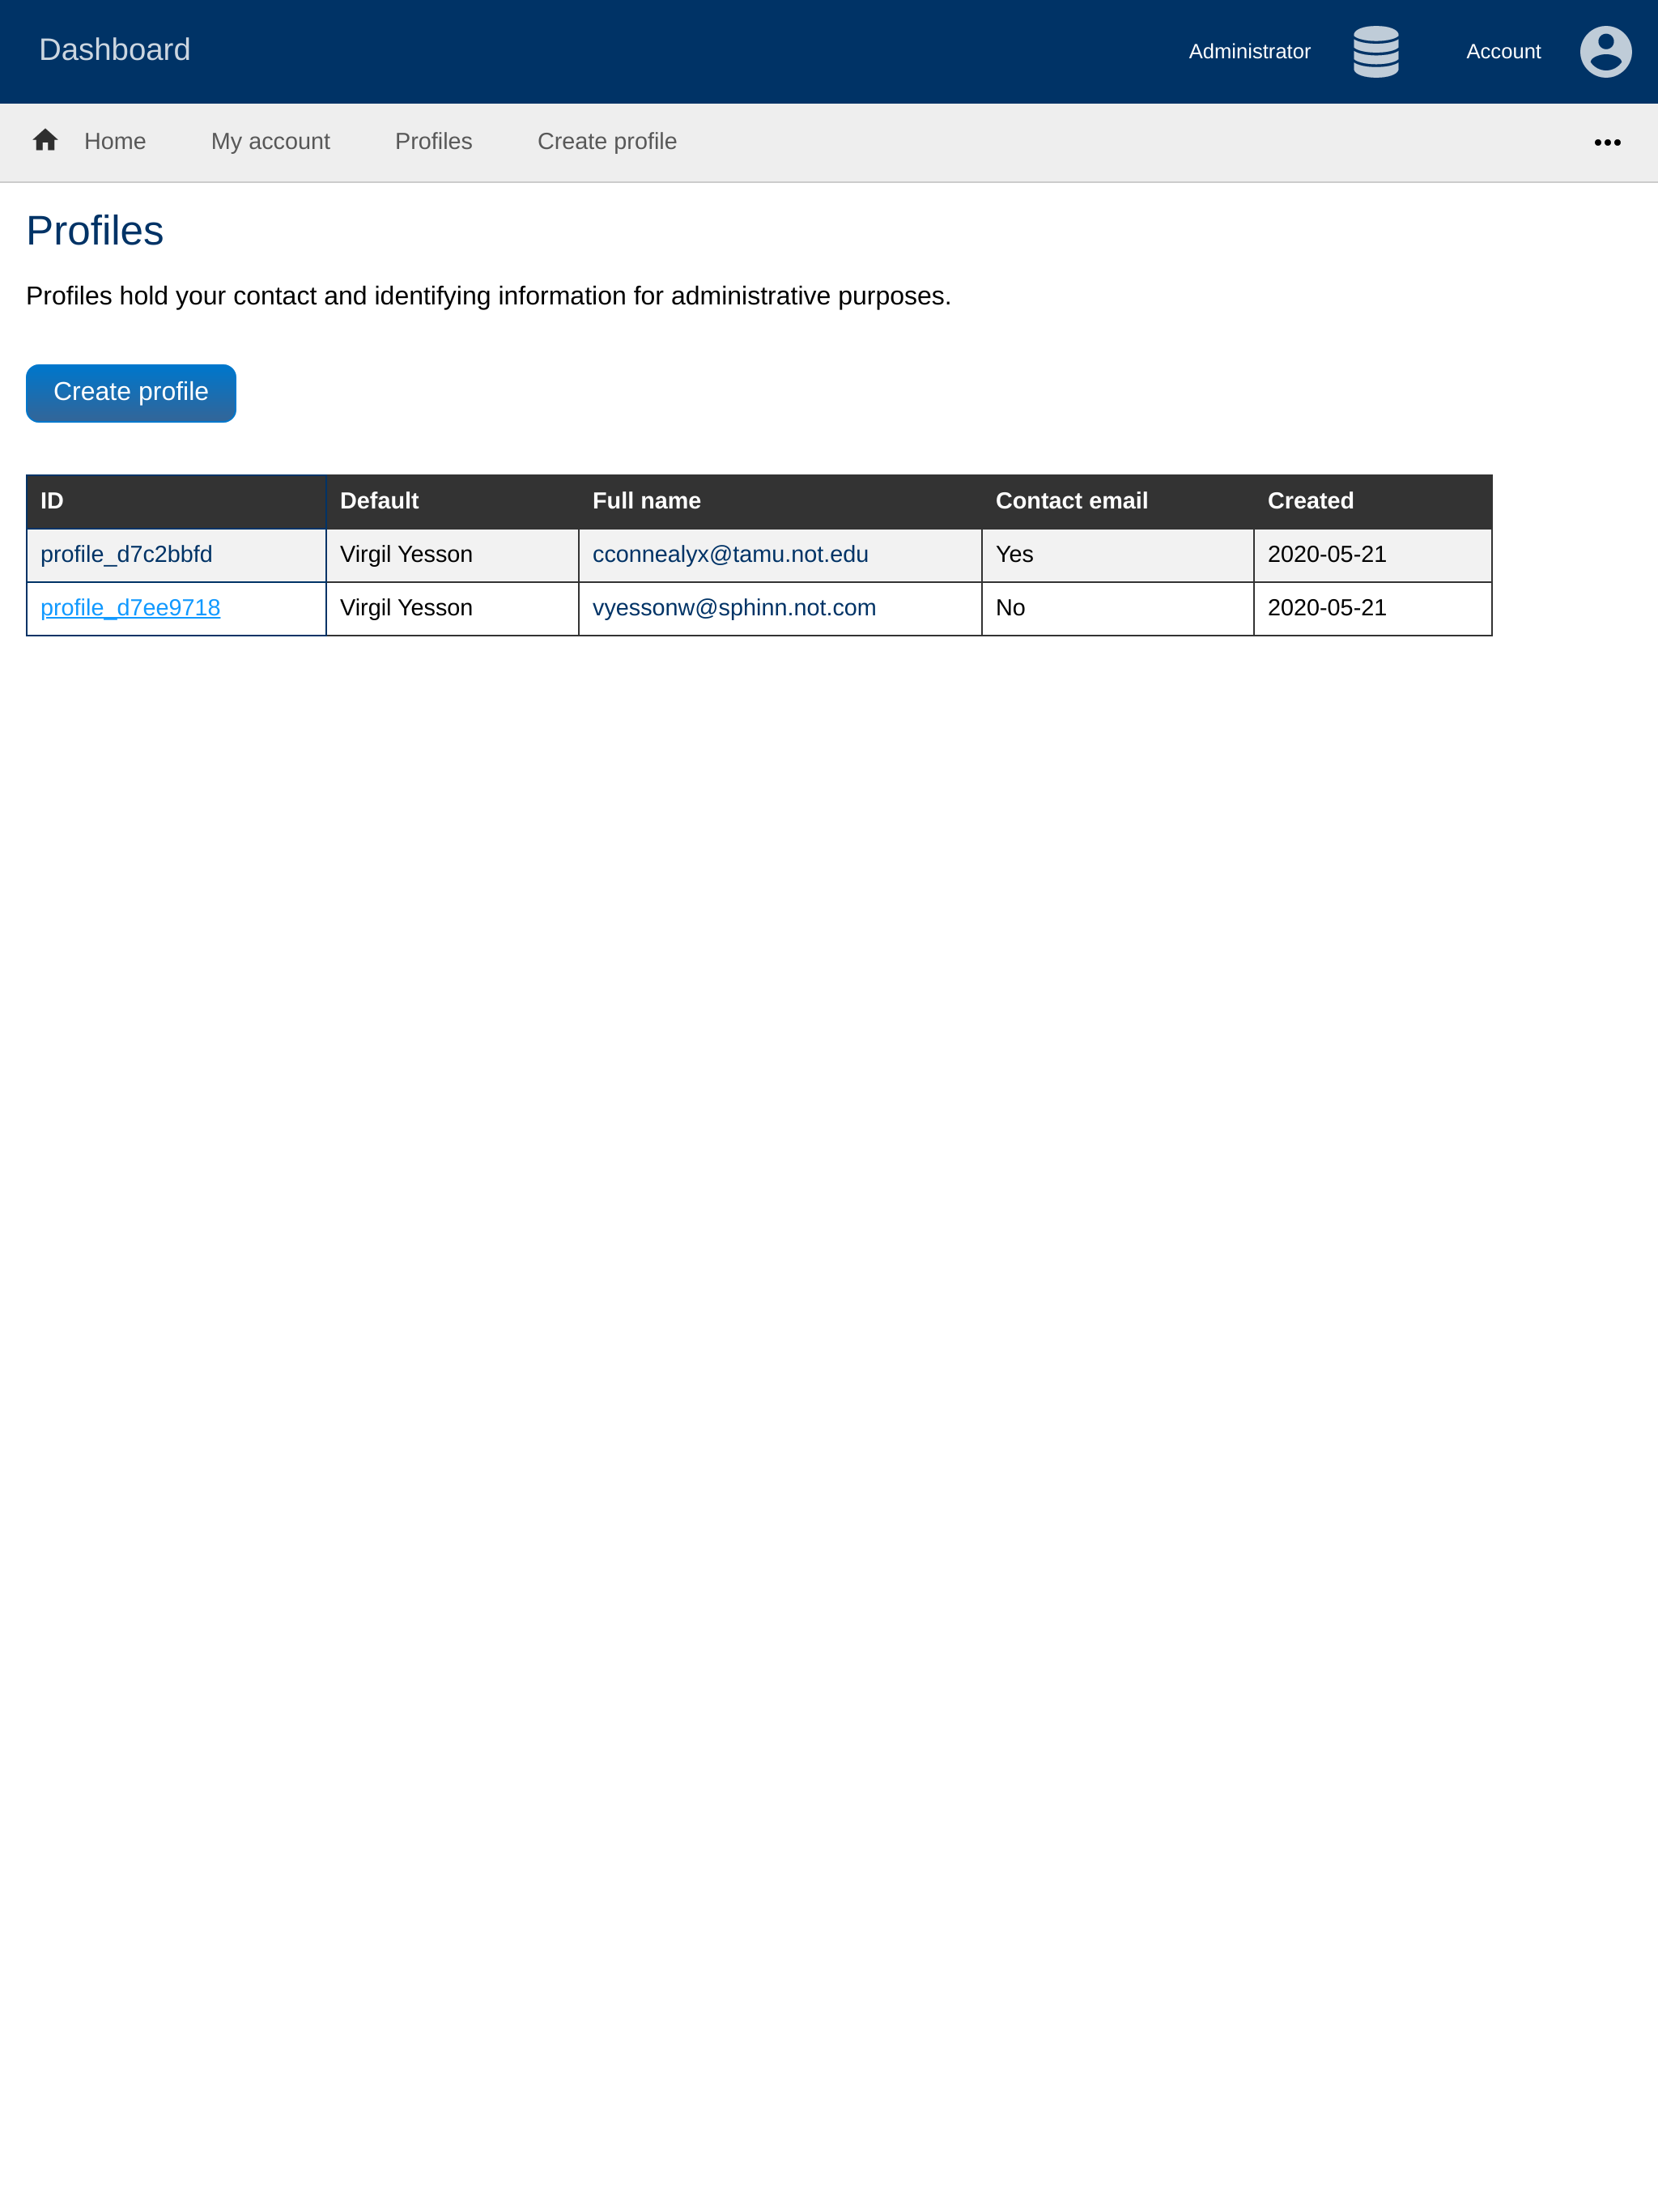 Dashboard Administrator Account
Home My account Profiles Create profile
Profiles
Profiles hold your contact and identifying information for administrative purposes.
Create profile
ID Default Full name Contact email Created
profile_d7c2bbfd Virgil Yesson cconnealyx@tamu.not.edu Yes 2020-05-21
profile_d7ee9718 Virgil Yesson vyessonw@sphinn.not.com No 2020-05-21